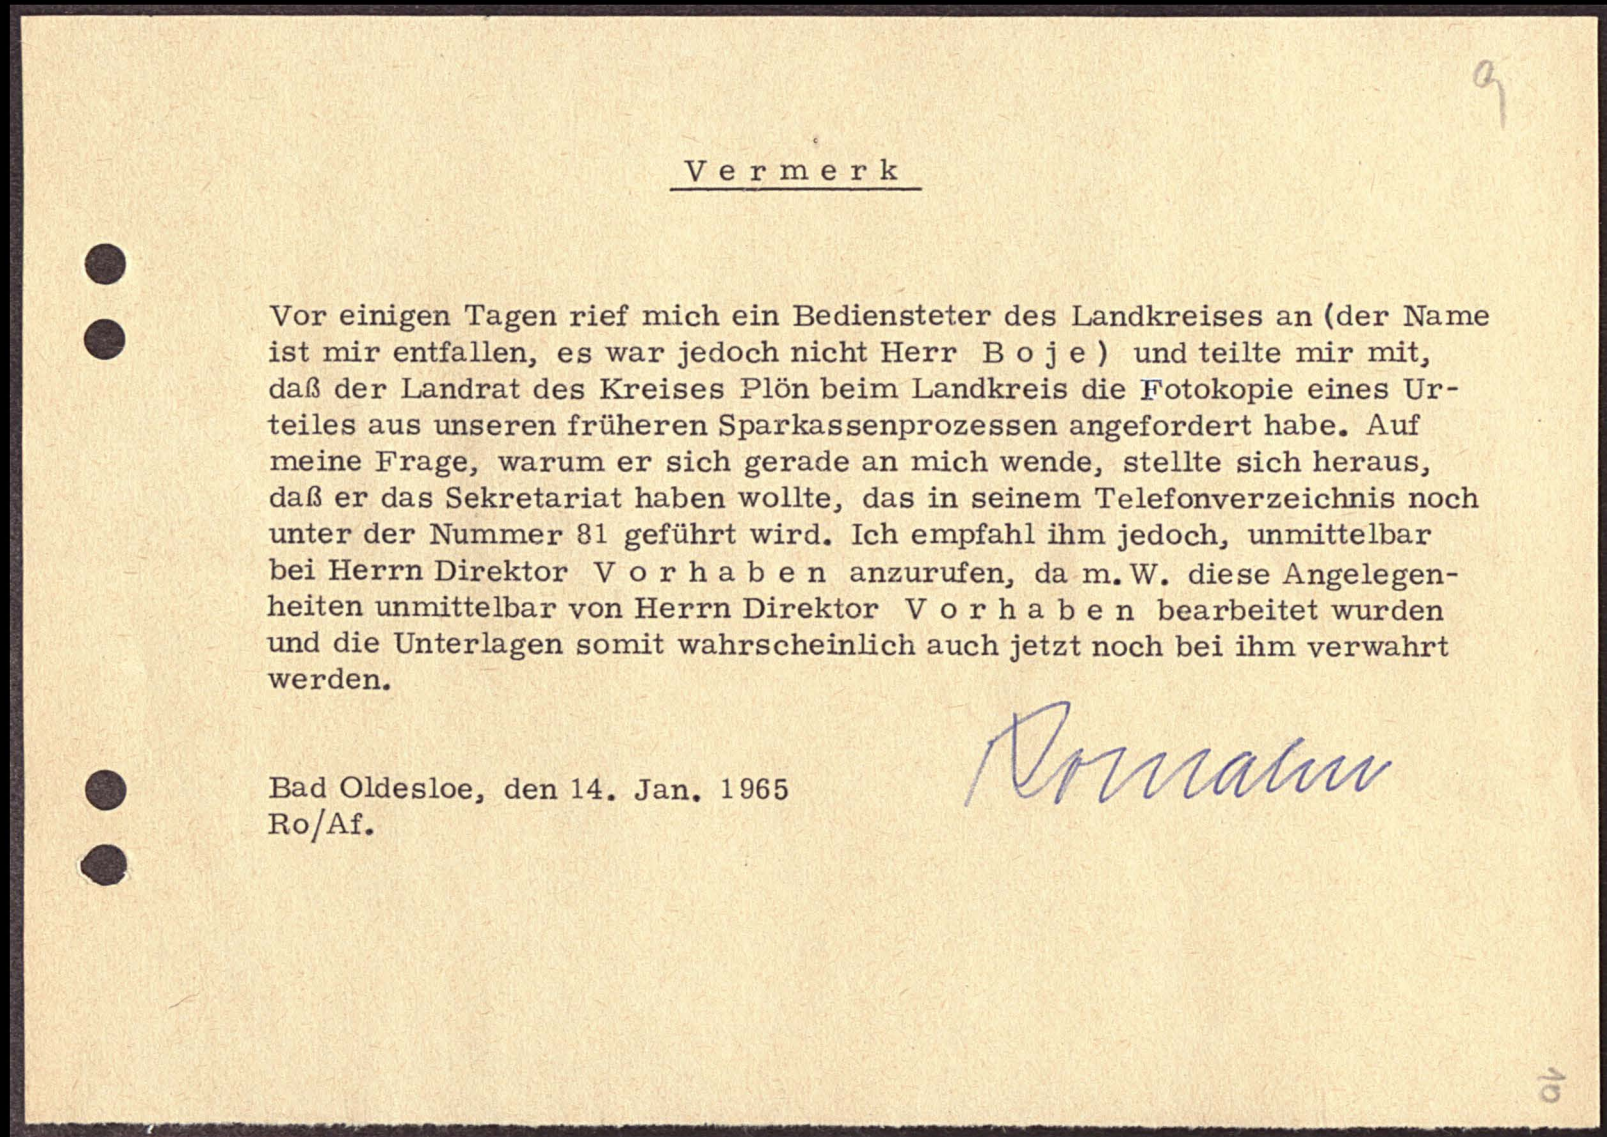 9
V e r m e r k
Vor einigen Tagen rief mich ein Bediensteter des Landkreises an (der Name
ist mir entfallen, es war jedoch nicht Herr B o j e ) und teilte mir mit,
daß der Landrat des Kreises Plön beim Landkreis die Fotokopie eines Ur-
teiles aus unseren früheren Sparkassenprozessen angefordert habe. Auf
meine Frage, warum er sich gerade an mich wende, stellte sich heraus,
daß er das Sekretariat haben wollte, das in seinem Telefonverzeichnis noch
unter der Nummer 81 geführt wird. Ich empfahl ihm jedoch, unmittelbar
bei Herrn Direktor V o r h a b e n anzurufen, da m. W. diese Angelegen-
heiten unmittelbar von Herrn Direktor V o r h a b e n bearbeitet wurden
und die Unterlagen somit wahrscheinlich auch jetzt noch bei ihm verwahrt
werden.
Romahn
Bad Oldesloe, den 14. Jan. 1965
Ro/Af.
10